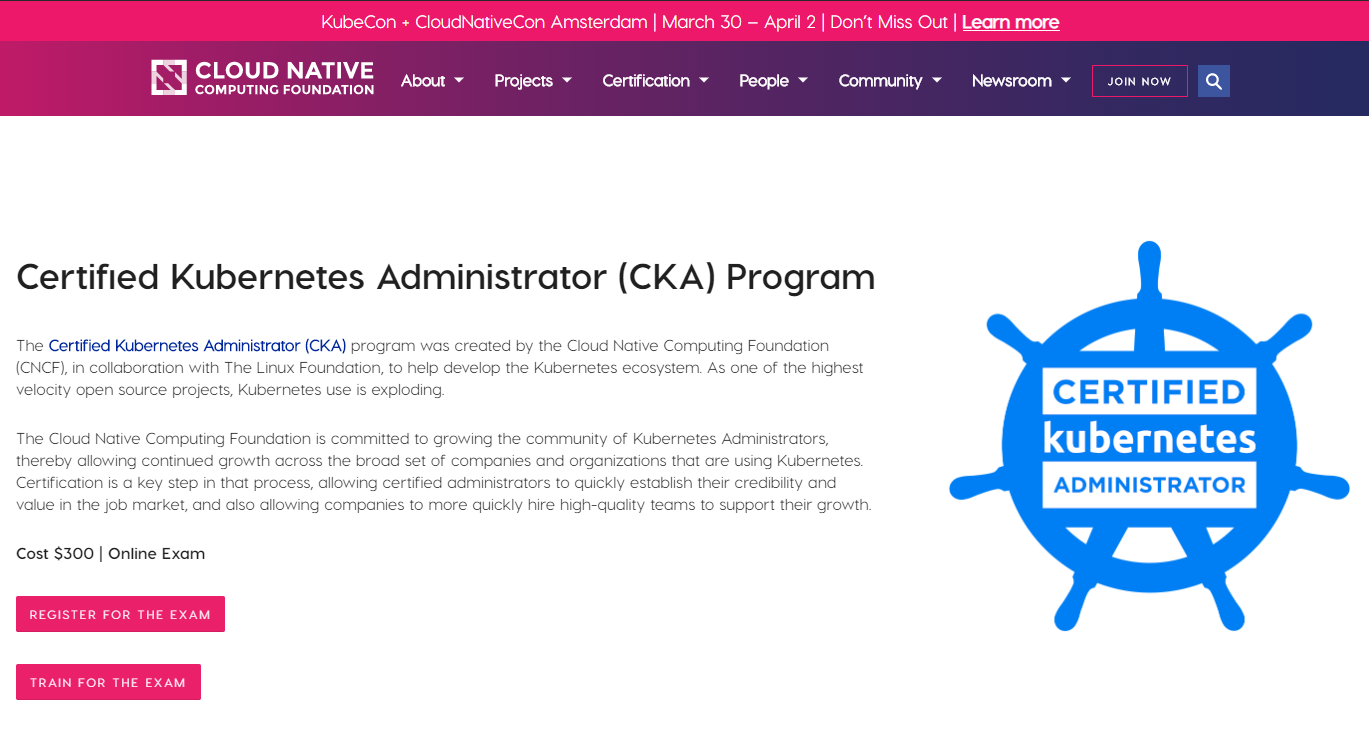 KubeCon + CloudNativeCon Amsterdam | March 30 – April 2 | Don’t Miss Out | Learn more
CLOUD NATIVE
COMPUTING FOUNDATION
About
Projects
Certification
People
Community
Newsroom
JOIN NOW
Certified Kubernetes Administrator (CKA) Program
The Certified Kubernetes Administrator (CKA) program was created by the Cloud Native Computing Foundation
(CNCF), in collaboration with The Linux Foundation, to help develop the Kubernetes ecosystem. As one of the highest
velocity open source projects, Kubernetes use is exploding.
The Cloud Native Computing Foundation is committed to growing the community of Kubernetes Administrators,
thereby allowing continued growth across the broad set of companies and organizations that are using Kubernetes.
Certification is a key step in that process, allowing certified administrators to quickly establish their credibility and
value in the job market, and also allowing companies to more quickly hire high-quality teams to support their growth.
Cost $300 | Online Exam
REGISTER FOR THE EXAM
TRAIN FOR THE EXAM
CERTIFIED
kubernetes
ADMINISTRATOR